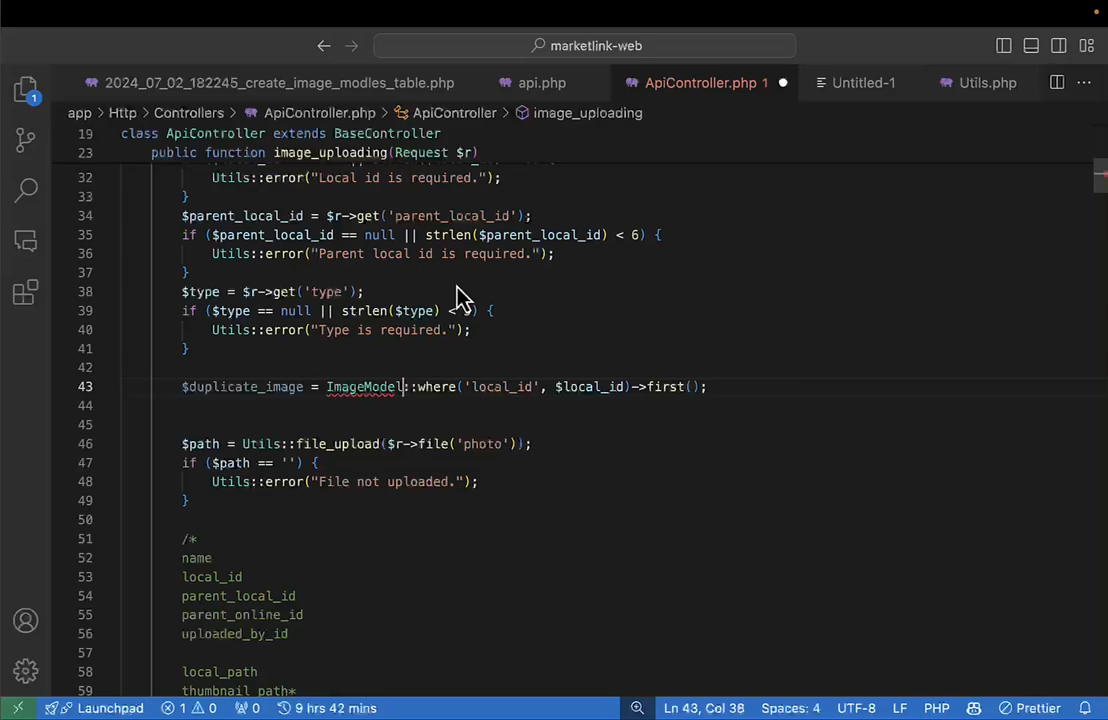 marketlink-web
2024_07_02_182245_create_image_modles_table.php api.php ApiController.php 1 Untitled-1 Utils.php
app > Http > Controllers > ApiController.php > ApiController > image_uploading
19 class ApiController extends BaseController
23 public function image_uploading(Request $r)
32 Utils::error("Local id is required.");
33 }
34 $parent_local_id = $r->get('parent_local_id');
35 if ($parent_local_id == null || strlen($parent_local_id) < 6) {
36 Utils::error("Parent local id is required.");
37 }
38 $type = $r->get('type');
39 if ($type == null || strlen($type) < ) {
40 Utils::error("Type is required.");
41 }
42
43 $duplicate_image = ImageModel::where('local_id', $local_id)->first();
44
45
46 $path = Utils::file_upload($r->file('photo'));
47 if ($path == '') {
48 Utils::error("File not uploaded.");
49 }
50
51 /*
52 name
53 local_id
54 parent_local_id
55 parent_online_id
56 uploaded_by_id
57
58 local_path
59 thumbnail_path*
1
Launchpad 1 0 0 9 hrs 42 mins Ln 43, Col 38 Spaces: 4 UTF-8 LF PHP Prettier